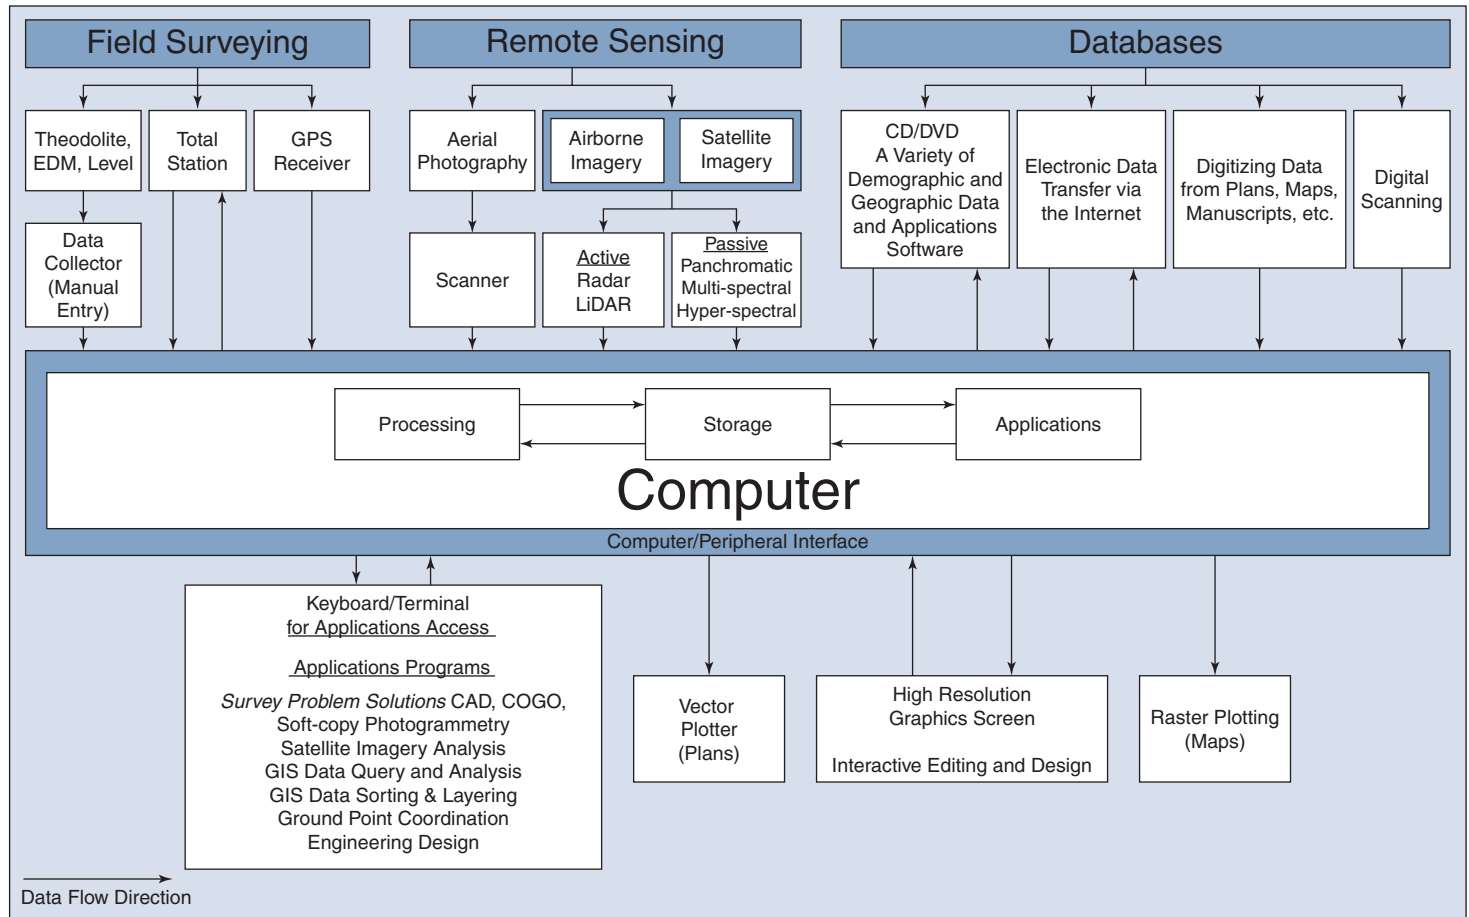 Field Surveying
Remote Sensing
Databases
Theodolite,
EDM, Level
Total
Station
GPS
Receiver
Data
Collector
(Manual
Entry)
Aerial
Photography
Airborne
Imagery
Satellite
Imagery
Scanner
Active
Radar
LiDAR
Passive
Panchromatic
Multi-spectral
Hyper-spectral
CD/DVD
A Variety of
Demographic and
Geographic Data
and Applications
Software
Electronic Data
Transfer via
the Internet
Digitizing Data
from Plans, Maps,
Manuscripts, etc.
Digital
Scanning
Processing
Storage
Applications
Computer
Computer/Peripheral Interface
Keyboard/Terminal
for Applications Access
Applications Programs
Survey Problem Solutions CAD, COGO,
Soft-copy Photogrammetry
Satellite Imagery Analysis
GIS Data Query and Analysis
GIS Data Sorting & Layering
Ground Point Coordination
Engineering Design
Vector
Plotter
(Plans)
High Resolution
Graphics Screen
Interactive Editing and Design
Raster Plotting
(Maps)
Data Flow Direction